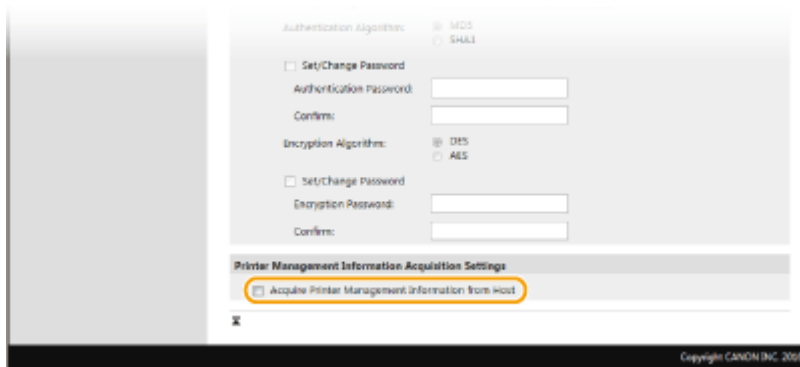 Authentication Algorithm:
MD5
SHA1
Set/Change Password
Authentication Password:
Confirm:
Encryption Algorithm:
DES
AES
Set/Change Password
Encryption Password:
Confirm:
Printer Management Information Acquisition Settings
Acquire Printer Management Information from Host
Copyright CANON INC.